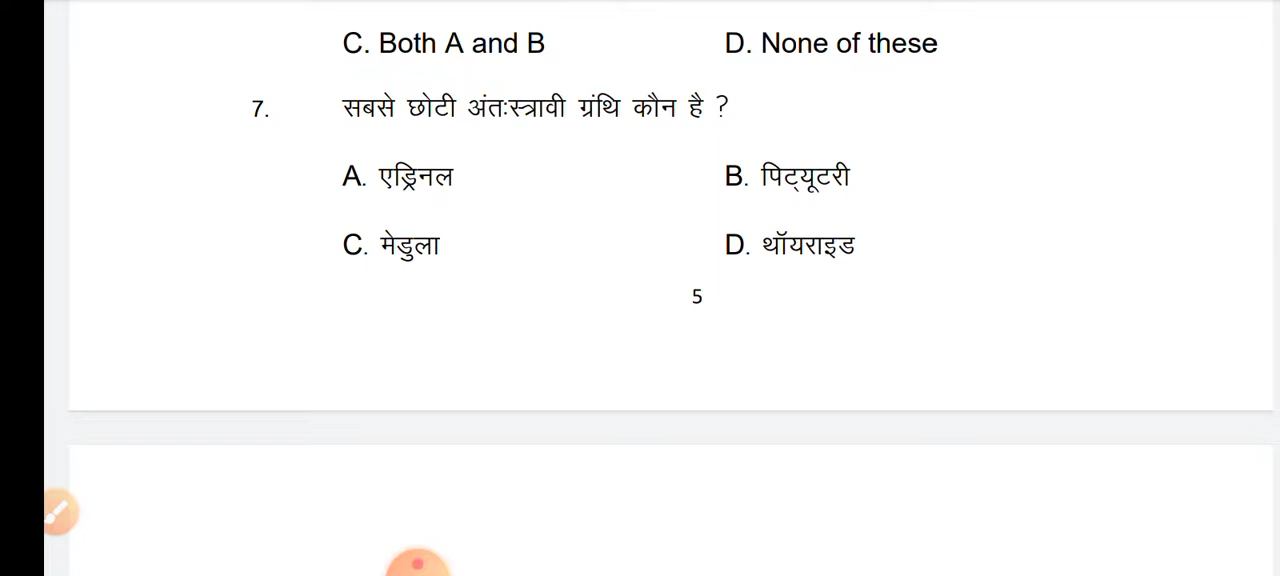 C. Both A and B D. None of these
7. सबसे छोटी अंतःस्त्रावी ग्रंथि कौन है ?
A. एड्रिनल B. पिट्यूटरी
C. मेडुला D. थॉयराइड
5